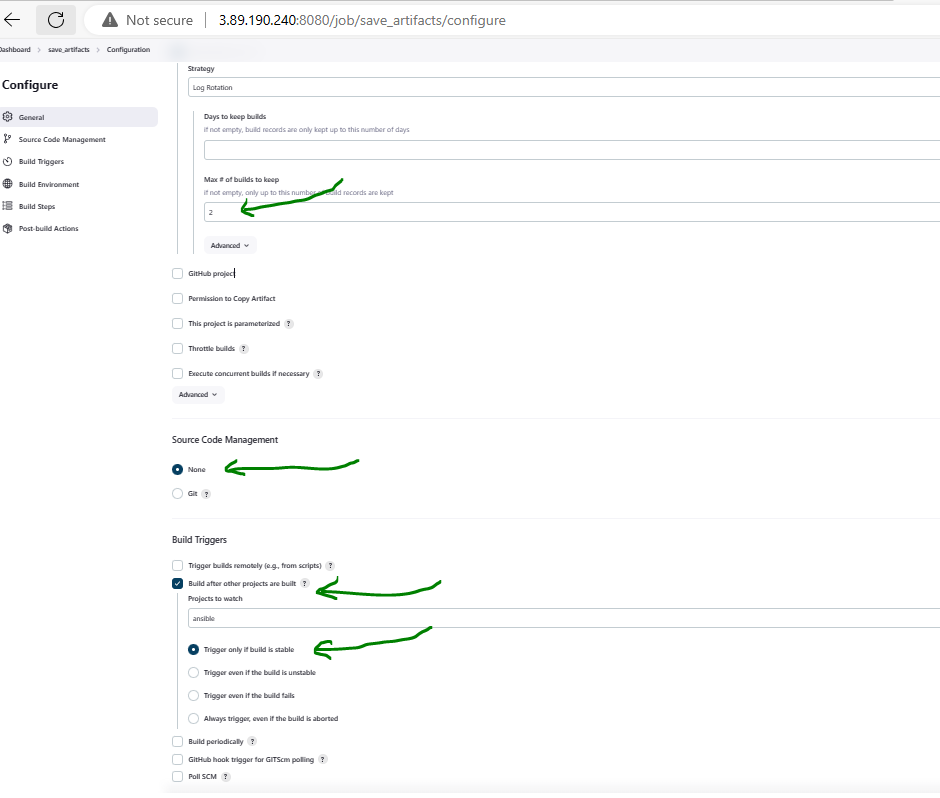 Not secure 3.89.190.240:8080/job/save_artifacts/configure
Dashboard > save_artifacts > Configuration
Configure
General
Source Code Management
Build Triggers
Build Environment
Build Steps
Post-build Actions
Strategy
Log Rotation
Days to keep builds
if not empty, build records are only kept up to this number of days
Max # of builds to keep
if not empty, only up to this number of build records are kept
2
Advanced
GitHub project
Permission to Copy Artifact
This project is parameterized ?
Throttle builds ?
Execute concurrent builds if necessary ?
Advanced
Source Code Management
None
Git ?
Build Triggers
Trigger builds remotely (e.g., from scripts) ?
Build after other projects are built ?
Projects to watch
ansible
Trigger only if build is stable
Trigger even if the build is unstable
Trigger even if the build fails
Always trigger, even if the build is aborted
Build periodically ?
GitHub hook trigger for GITScm polling ?
Poll SCM ?